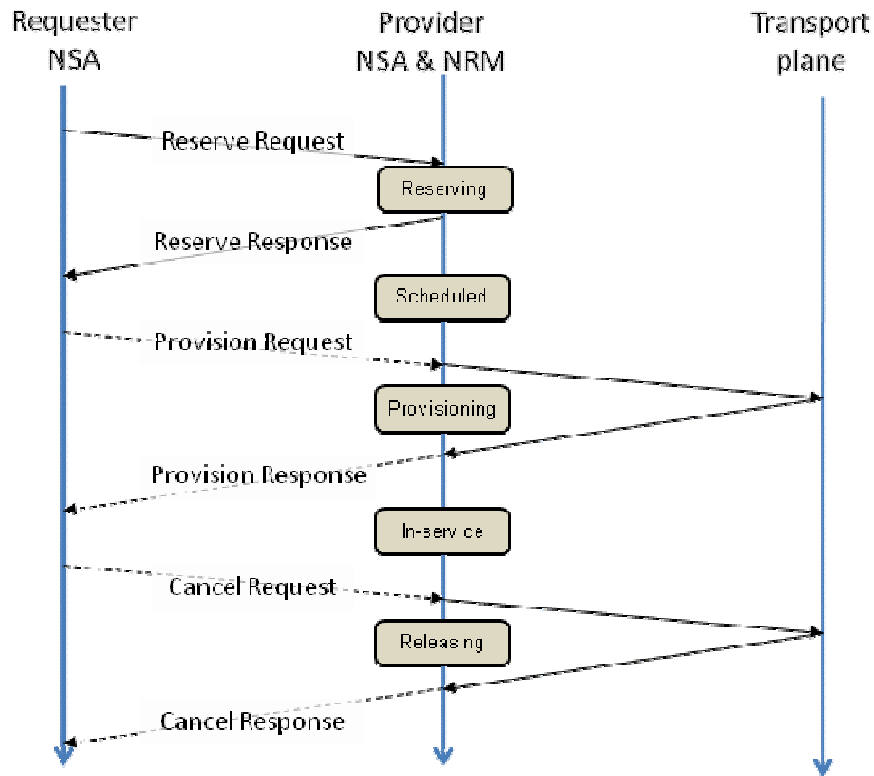 Requester
NSA
Provider
NSA & NRM
Transport
plane
Reserve Request
Reserving
Reserve Response
Scheduled
Provision Request
Provisioning
Provision Response
In-service
Cancel Request
Releasing
Cancel Response